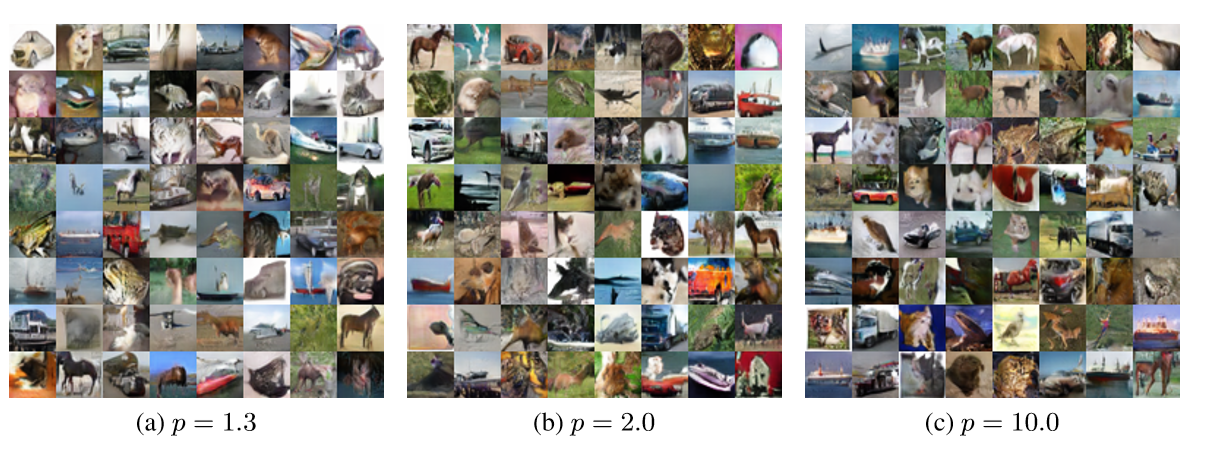 (a) p = 1.3
(b) p = 2.0
(c) p = 10.0